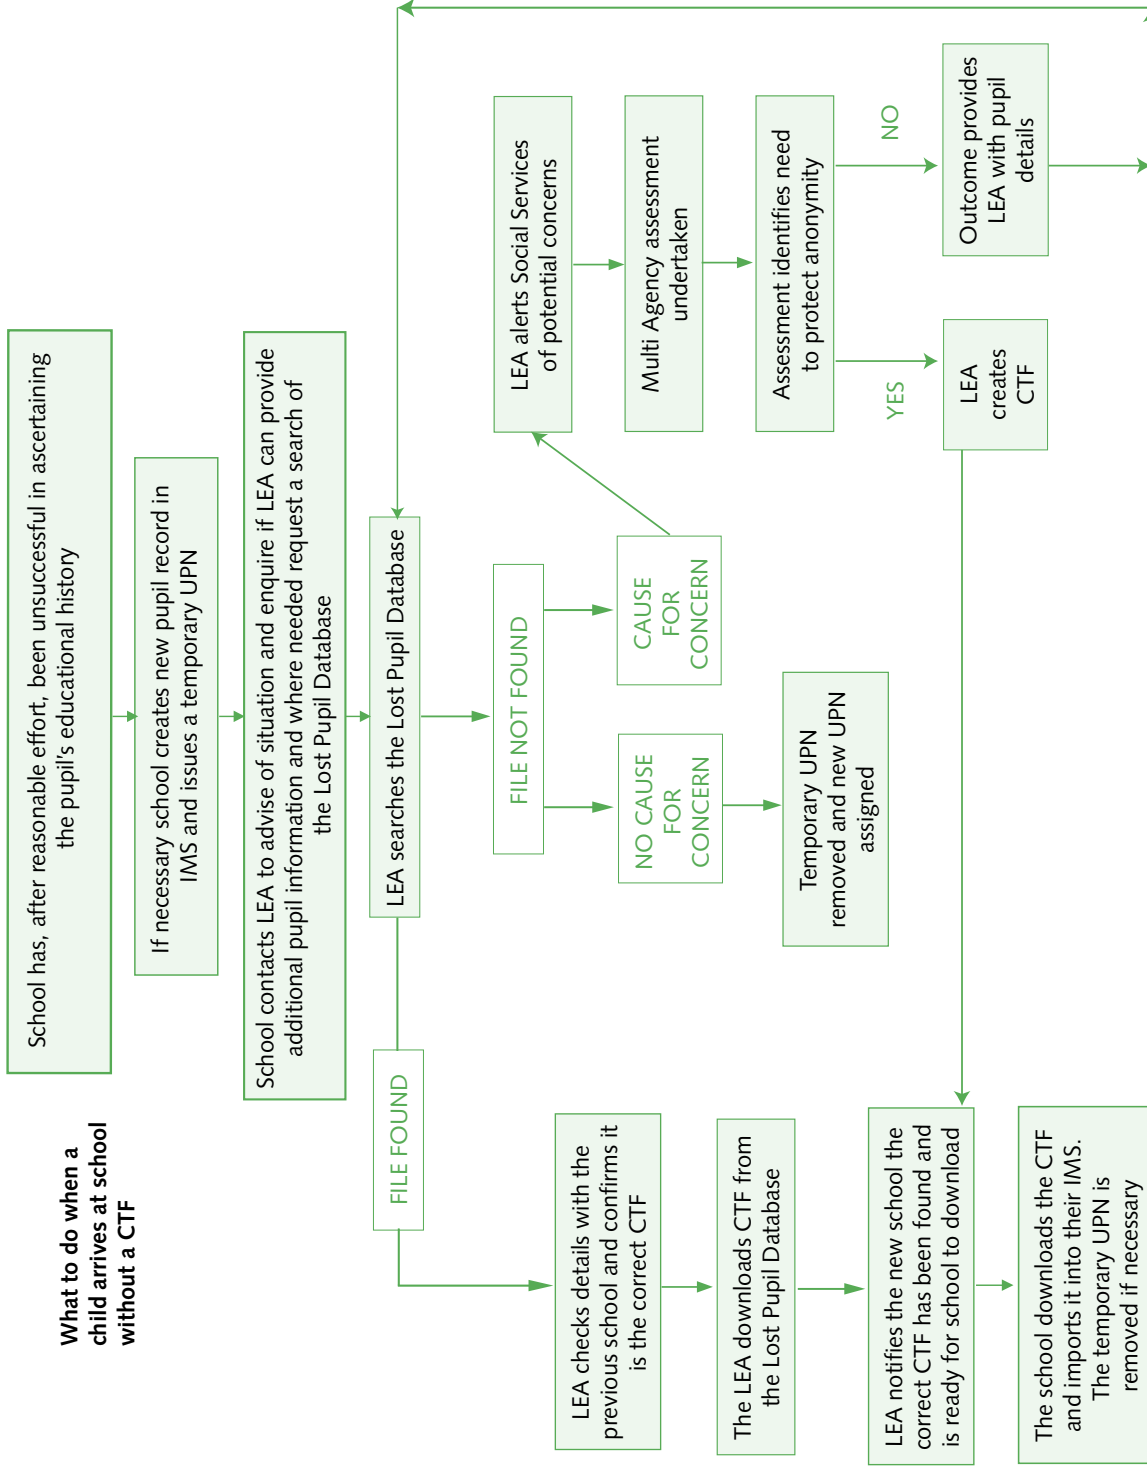 What to do when a
child arrives at school
without a CTF
School has, after reasonable effort, been unsuccessful in ascertaining
the pupil's educational history
If necessary school creates new pupil record in
IMS and issues a temporary UPN
School contacts LEA to advise of situation and enquire if LEA can provide
additional pupil information and where needed request a search of
the Lost Pupil Database
LEA searches the Lost Pupil Database
FILE FOUND
LEA checks details with the
previous school and confirms it
is the correct CTF
The LEA downloads CTF from
the Lost Pupil Database
LEA notifies the new school the
correct CTF has been found and
is ready for school to download
The school downloads the CTF
and imports it into their IMS.
The temporary UPN is
removed if necessary
FILE NOT FOUND
NO CAUSE
FOR
CONCERN
Temporary UPN
removed and new UPN
assigned
CAUSE
FOR
CONCERN
LEA alerts Social Services
of potential concerns
Multi Agency assessment
undertaken
Assessment identifies need
to protect anonymity
YES
LEA
creates
CTF
NO
Outcome provides
LEA with pupil
details